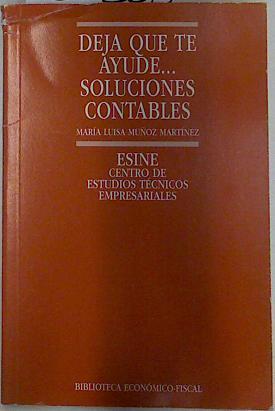 DEJA QUE TE
AYUDE...
SOLUCIONES
CONTABLES
MARÍA LUISA MUÑOZ MARTÍNEZ
ESINE
CENTRO DE
ESTUDIOS TÉCNICOS
EMPRESARIALES
BIBLIOTECA ECONÓMICO-FISCAL